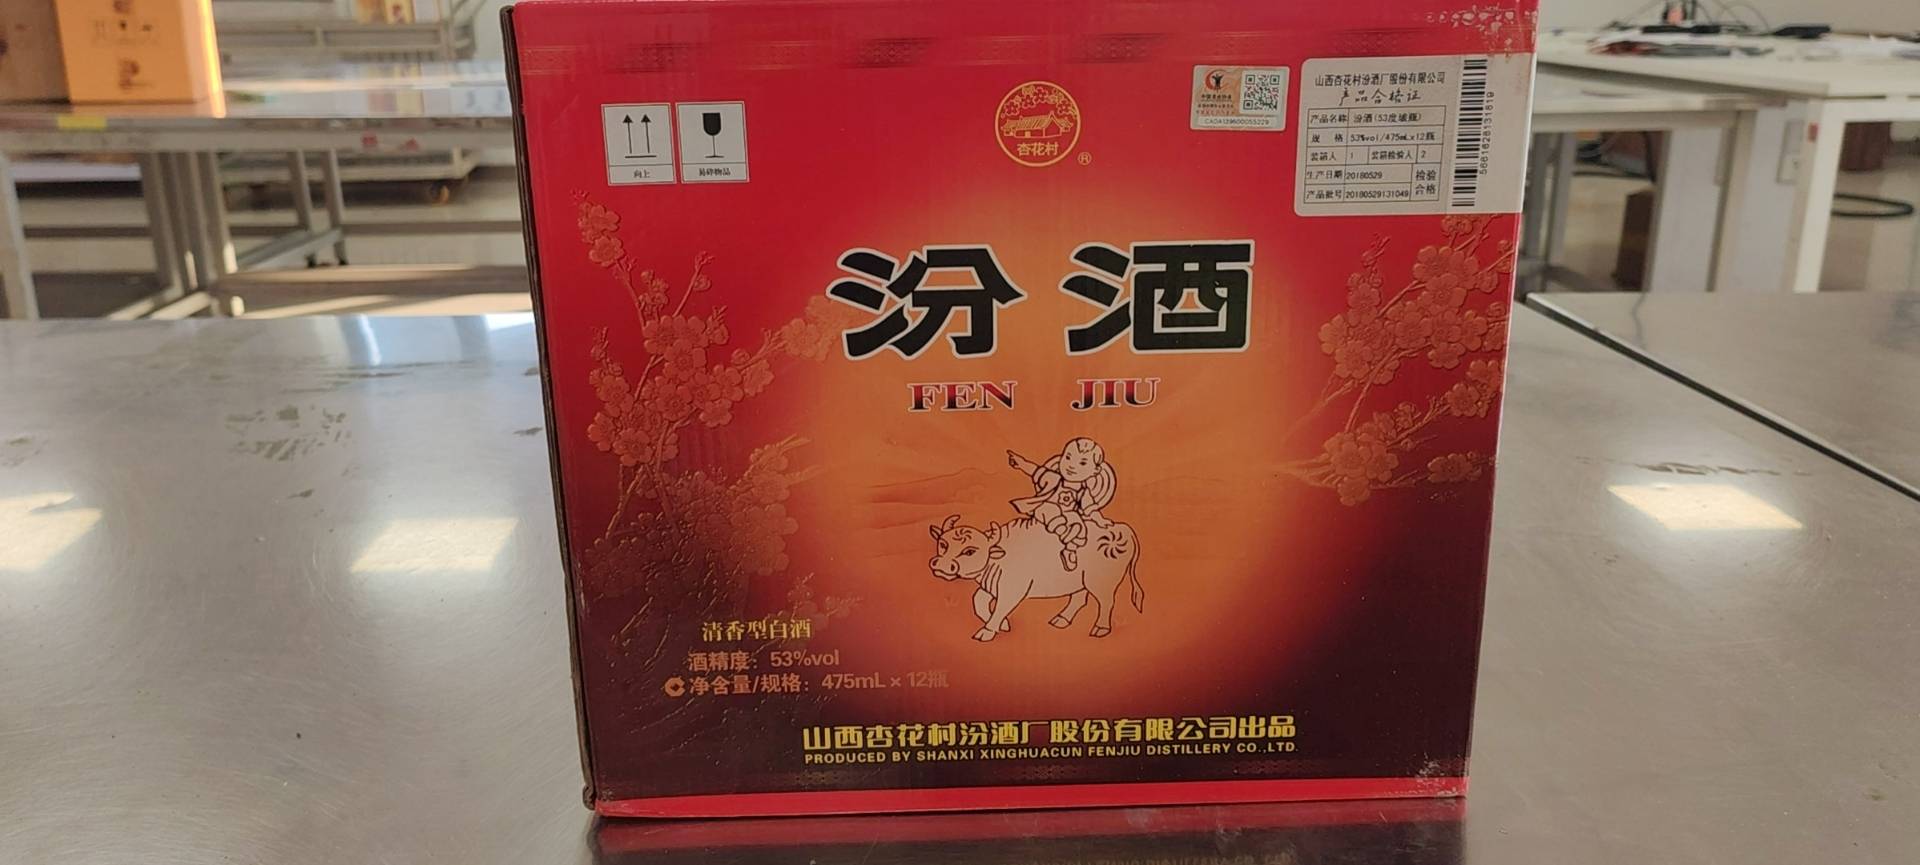 杏花村
®
向上
易碎物品
CADA139600055229
山西杏花村汾酒厂股份有限公司
产品合格证
产品名称 汾酒(53度玻瓶)
规 格 53%vol/475mL×12瓶
装箱人 1 装箱检验人 2
生产日期 20180529 检验
产品批号 20180529131049 合格
汾酒
FEN JIU
清香型白酒
酒精度：53%vol
C 净含量/规格：475mL×12瓶
山西杏花村汾酒厂股份有限公司出品
PRODUCED BY SHANXI XINGHUACUN FENJIU DISTILLERY CO.,LTD.